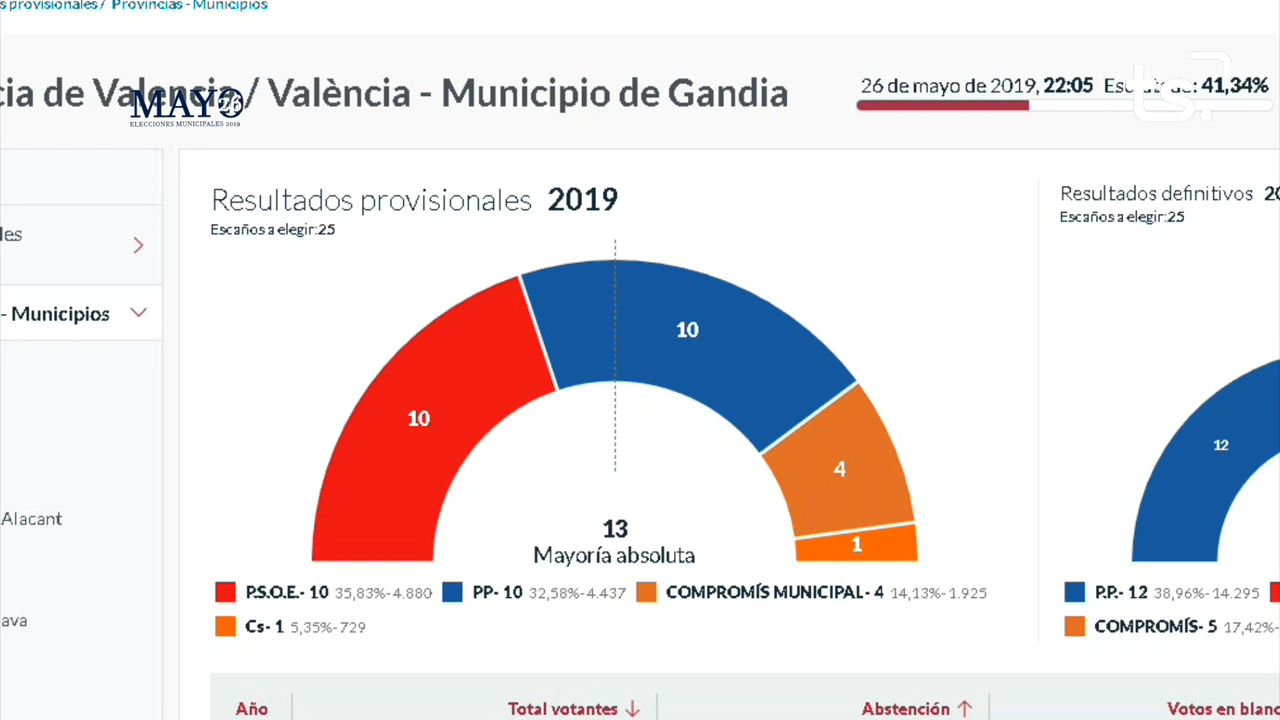 s provisionales / Provincias - Municipios
cia de Valencia / València - Municipio de Gandia
MAYO 26
ELECCIONES MUNICIPALES 2019
26 de mayo de 2019, 22:05 Escrutado: 41,34%
ts.
Resultados provisionales 2019
Escaños a elegir:25
Resultados definitivos 20
Escaños a elegir:25
les
- Municipios
Alacant
ava
10
10
4
1
13
Mayoría absoluta
12
P.S.O.E.- 10 35,83%-4.880 PP- 10 32,58%-4.437 COMPROMÍS MUNICIPAL- 4 14,13%-1.925
Cs- 1 5,35%-729
P.P.- 12 38,96%-14.295
COMPROMÍS- 5 17,42%-
Año Total votantes ↓ Abstención ↑ Votos en blanc